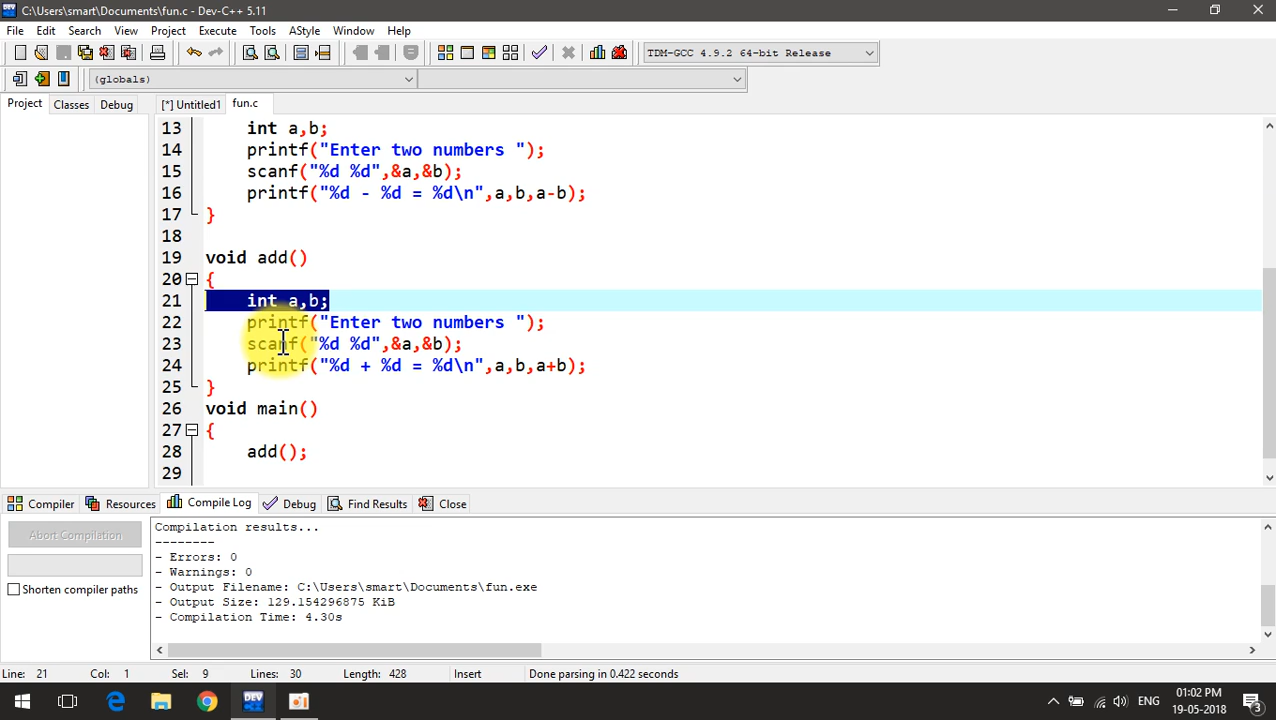 C:\Users\smart\Documents\fun.c - Dev-C++ 5.11
File Edit Search View Project Execute Tools AStyle Window Help
TDM-GCC 4.9.2 64-bit Release
(globals)
Project Classes Debug [*] Untitled1 fun.c
13 int a,b;
14 printf("Enter two numbers ");
15 scanf("%d %d",&a,&b);
16 printf("%d - %d = %d\n",a,b,a-b);
17 }
18
19 void add()
20 {
21 int a,b;
22 printf("Enter two numbers ");
23 scanf("%d %d",&a,&b);
24 printf("%d + %d = %d\n",a,b,a+b);
25 }
26 void main()
27 {
28 add();
29
Compiler Resources Compile Log Debug Find Results Close
Abort Compilation
Shorten compiler paths
Compilation results...
--------
- Errors: 0
- Warnings: 0
- Output Filename: C:\Users\smart\Documents\fun.exe
- Output Size: 129.154296875 KiB
- Compilation Time: 4.30s
Line: 21 Col: 1 Sel: 9 Lines: 30 Length: 428 Insert Done parsing in 0.422 seconds
DEV ENG 01:02 PM
19-05-2018 3